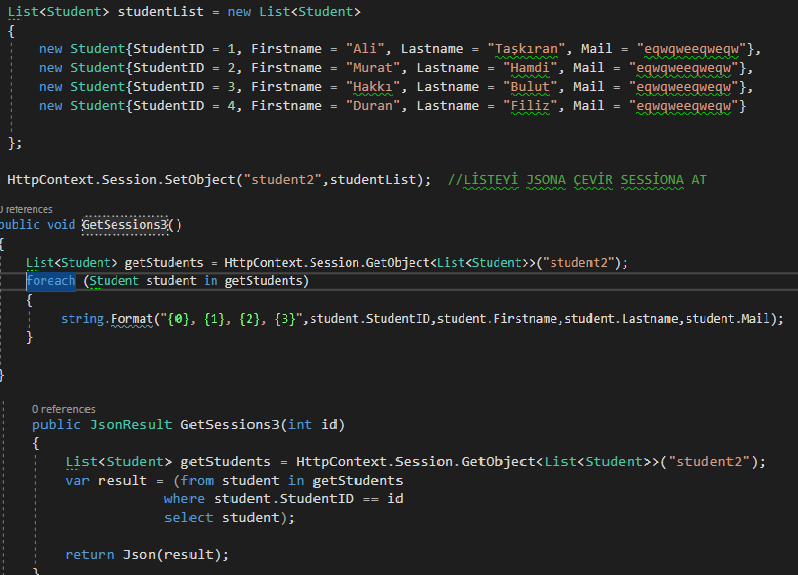 List<Student> studentList = new List<Student>
{
new Student{StudentID = 1, Firstname = "Ali", Lastname = "Taşkıran", Mail = "eqwqweeqweqw"},
new Student{StudentID = 2, Firstname = "Murat", Lastname = "Hamdi", Mail = "eqwqweeqweqw"},
new Student{StudentID = 3, Firstname = "Hakkı", Lastname = "Bulut", Mail = "eqwqweeqweqw"},
new Student{StudentID = 4, Firstname = "Duran", Lastname = "Filiz", Mail = "eqwqweeqweqw"}
};
HttpContext.Session.SetObject("student2",studentList); //LİSTEYİ JSONA ÇEVİR SESSIONA AT
0 references
public void GetSessions3()
{
List<Student> getStudents = HttpContext.Session.GetObject<List<Student>>("student2");
foreach (Student student in getStudents)
{
string.Format("{0}, {1}, {2}, {3}",student.StudentID,student.Firstname,student.Lastname,student.Mail);
}
}
0 references
public JsonResult GetSessions3(int id)
{
List<Student> getStudents = HttpContext.Session.GetObject<List<Student>>("student2");
var result = (from student in getStudents
where student.StudentID == id
select student);
return Json(result);
}